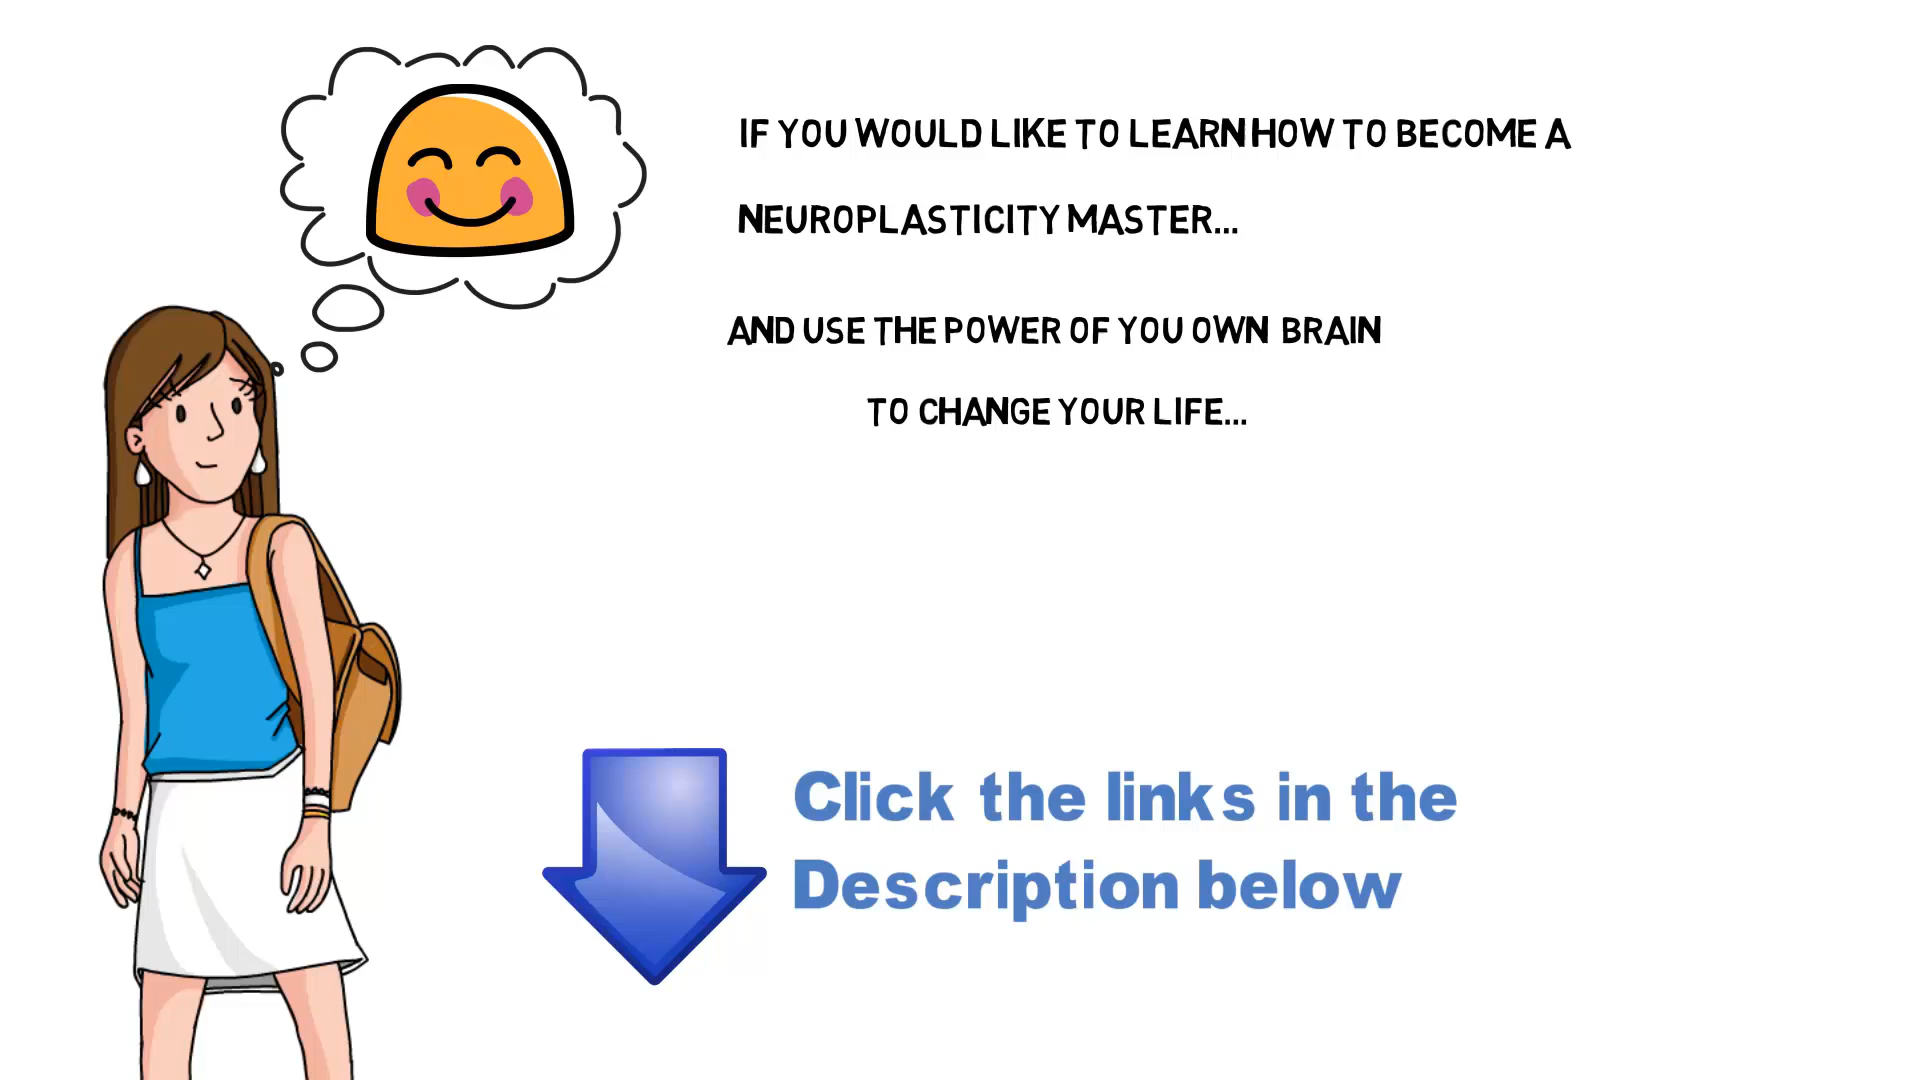 IF YOU WOULD LIKE TO LEARN HOW TO BECOME A
NEUROPLASTICITY MASTER...
AND USE THE POWER OF YOU OWN BRAIN
TO CHANGE YOUR LIFE...
Click the links in the
Description below